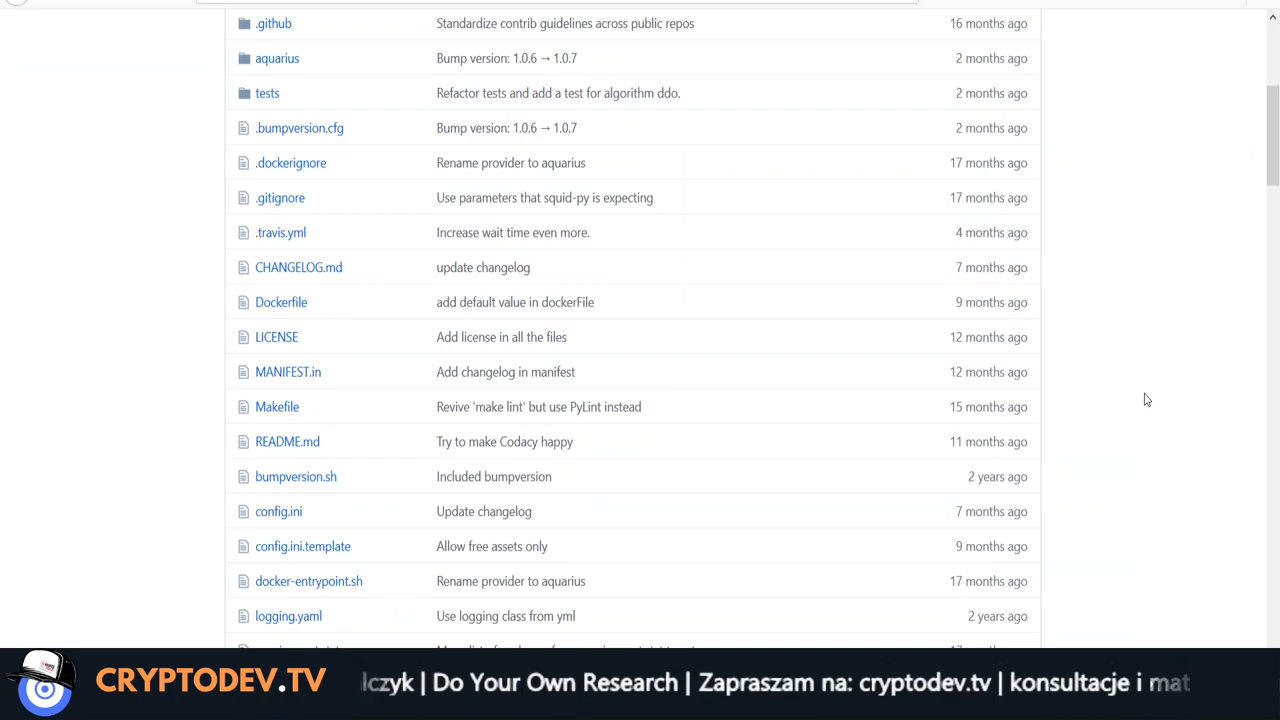 .github Standardize contrib guidelines across public repos 16 months ago
aquarius Bump version: 1.0.6 → 1.0.7 2 months ago
tests Refactor tests and add a test for algorithm ddo. 2 months ago
.bumpversion.cfg Bump version: 1.0.6 → 1.0.7 2 months ago
.dockerignore Rename provider to aquarius 17 months ago
.gitignore Use parameters that squid-py is expecting 17 months ago
.travis.yml Increase wait time even more. 4 months ago
CHANGELOG.md update changelog 7 months ago
Dockerfile add default value in dockerFile 9 months ago
LICENSE Add license in all the files 12 months ago
MANIFEST.in Add changelog in manifest 12 months ago
Makefile Revive 'make lint' but use PyLint instead 15 months ago
README.md Try to make Codacy happy 11 months ago
bumpversion.sh Included bumpversion 2 years ago
config.ini Update changelog 7 months ago
config.ini.template Allow free assets only 9 months ago
docker-entrypoint.sh Rename provider to aquarius 17 months ago
logging.yaml Use logging class from yml 2 years ago
CRYPTODEV.TV lczyk | Do Your Own Research | Zapraszam na: cryptodev.tv | konsultacje i mat